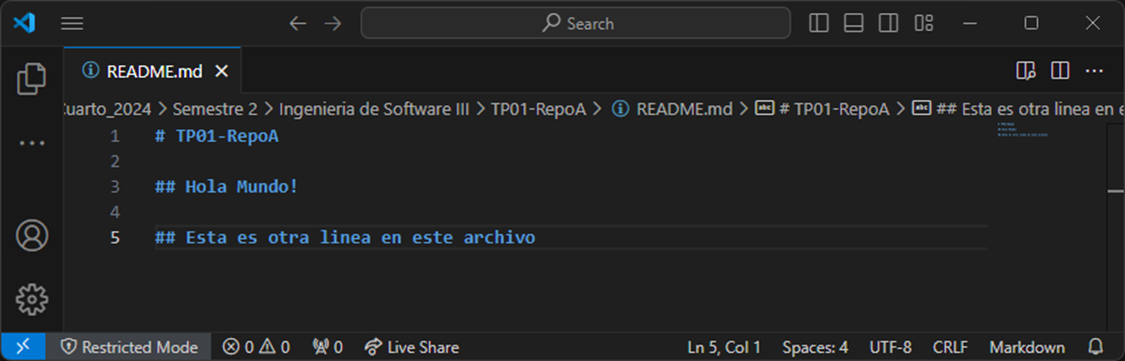 Search
README.md
Cuarto_2024 > Semestre 2 > Ingenieria de Software III > TP01-RepoA > README.md > # TP01-RepoA > ## Esta es otra linea en e
1 # TP01-RepoA
2
3 ## Hola Mundo!
4
5 ## Esta es otra linea en este archivo
Restricted Mode 0 0 0 Live Share Ln 5, Col 1 Spaces: 4 UTF-8 CRLF Markdown